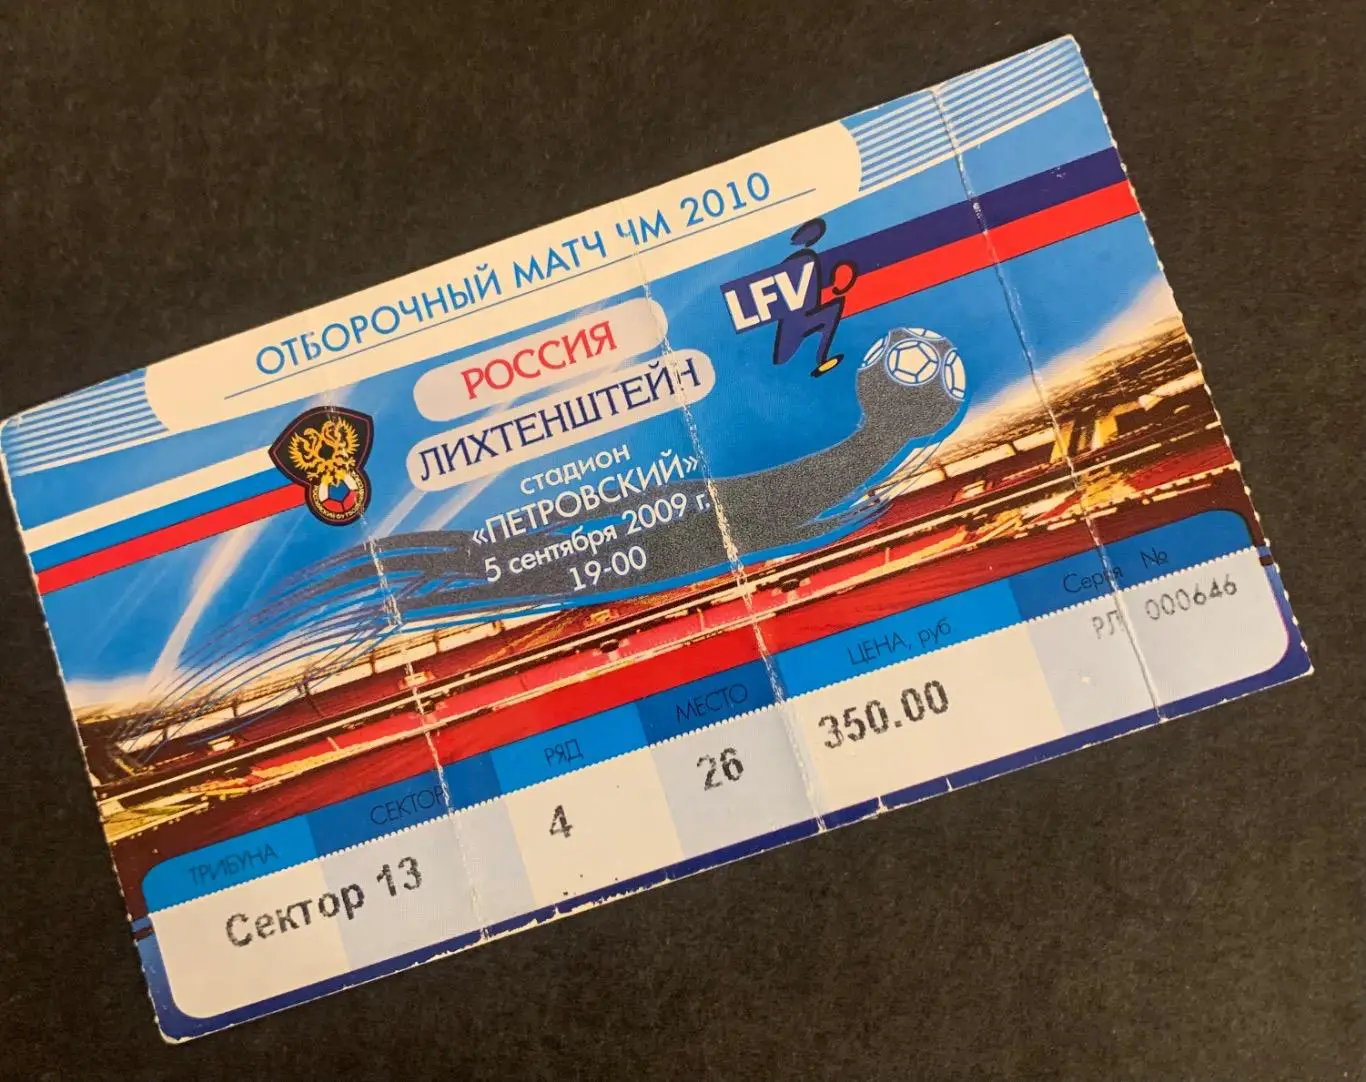 ОТБОРОЧНЫЙ МАТЧ ЧМ 2010
РОССИЯ
ЛИХТЕНШТЕЙН
LFV
стадион
«ПЕТРОВСКИЙ»
5 сентября 2009 г.
19-00
ТРИБУНА СЕКТОР РЯД МЕСТО ЦЕНА, руб Серия №
Сектор 13 4 26 350.00 РЛ 000646